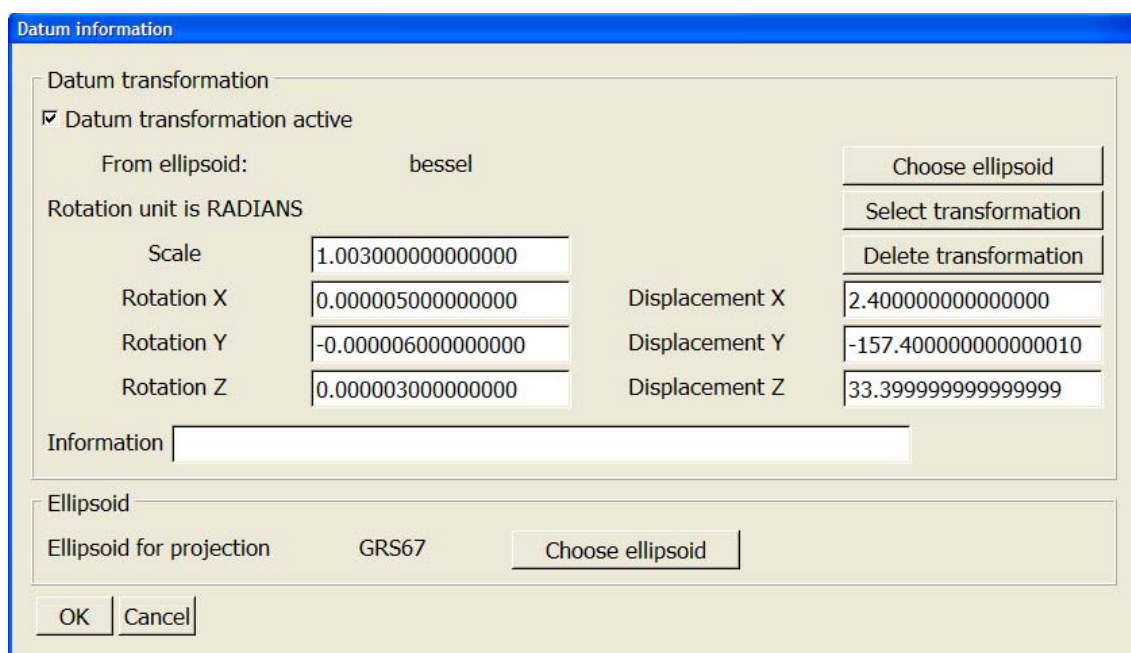 Datum information
Datum transformation
Datum transformation active
From ellipsoid: bessel Choose ellipsoid
Rotation unit is RADIANS Select transformation
Scale 1.003000000000000 Delete transformation
Rotation X 0.000005000000000 Displacement X 2.400000000000000
Rotation Y -0.000006000000000 Displacement Y -157.400000000000010
Rotation Z 0.000003000000000 Displacement Z 33.399999999999999
Information
Ellipsoid
Ellipsoid for projection GRS67 Choose ellipsoid
OK Cancel